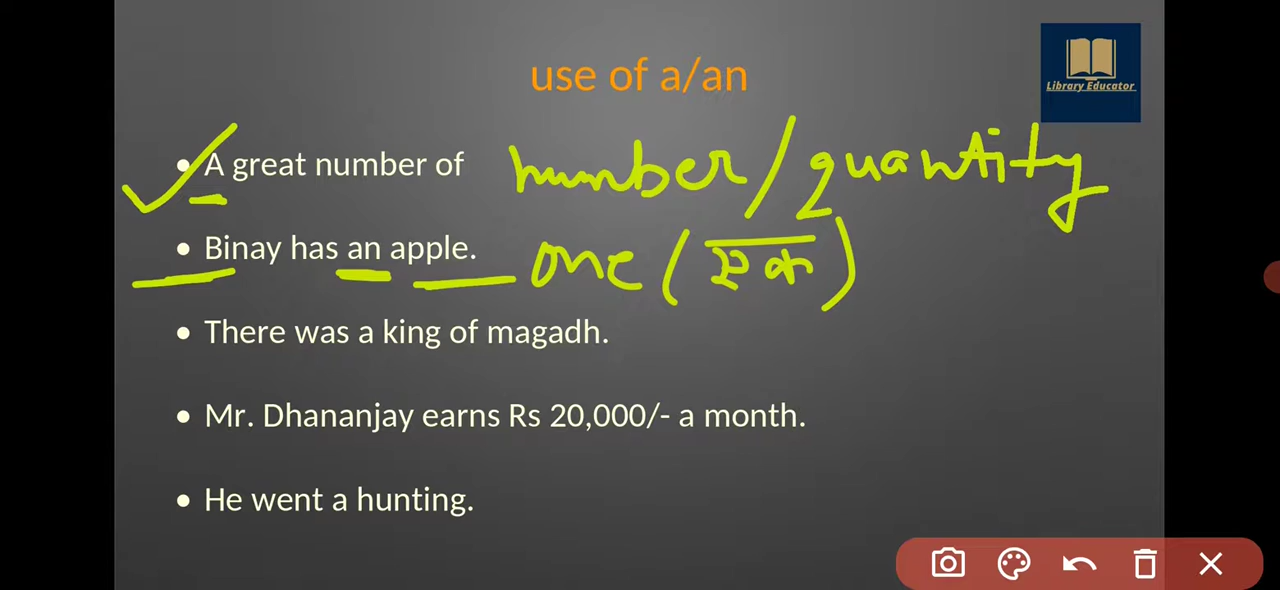 use of a/an
Library Educator
• A great number of number/quantity
• Binay has an apple. one (एक)
• There was a king of magadh.
• Mr. Dhananjay earns Rs 20,000/- a month.
• He went a hunting.